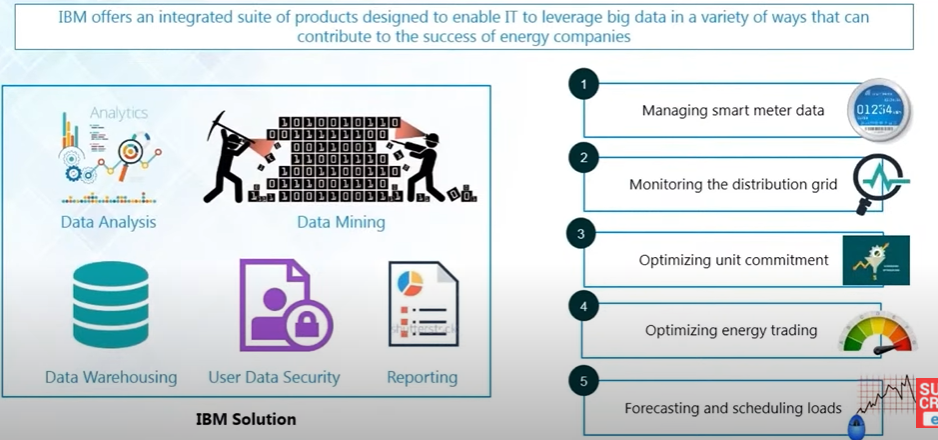 IBM offers an integrated suite of products designed to enable IT to leverage big data in a variety of ways that can
contribute to the success of energy companies
Analytics
Data Analysis
Data Mining
Data Warehousing
User Data Security
Reporting
shutterstock
IBM Solution
1
Managing smart meter data
2
Monitoring the distribution grid
3
Optimizing unit commitment
4
Optimizing energy trading
5
Forecasting and scheduling loads
SU
CR
e